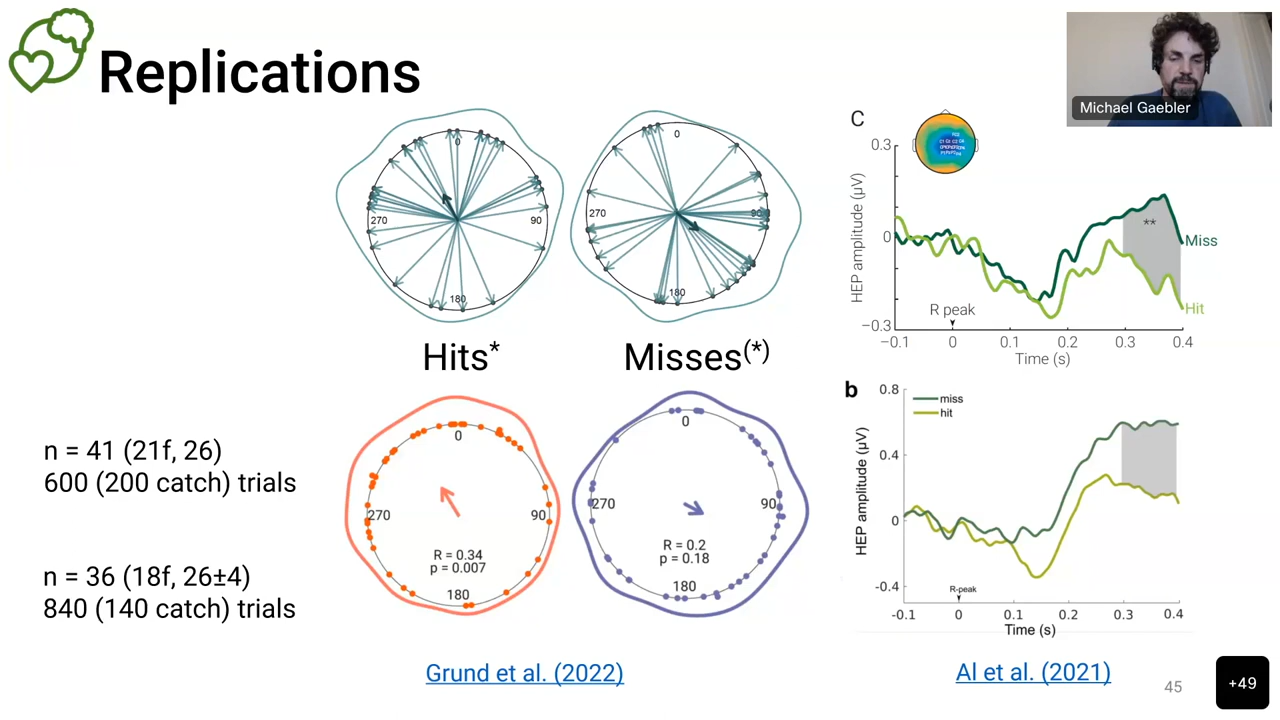 Replications
Michael Gaebler
0
90
180
270
0
90
180
270
Hits*
Misses(*)
C
0.3
0
−0.3
HEP amplitude (μV)
**
Miss
Hit
R peak
−0.1
0
0.1
0.2
0.3
0.4
Time (s)
n = 41 (21f, 26)
600 (200 catch) trials
n = 36 (18f, 26±4)
840 (140 catch) trials
0
90
180
270
R = 0.34
p = 0.007
0
90
180
270
R = 0.2
p = 0.18
b
0.8
0.4
0
-0.4
HEP amplitude (μV)
miss
hit
R-peak
-0.1
0
0.1
0.2
0.3
0.4
Time (s)
Grund et al. (2022)
Al et al. (2021)
45
+49